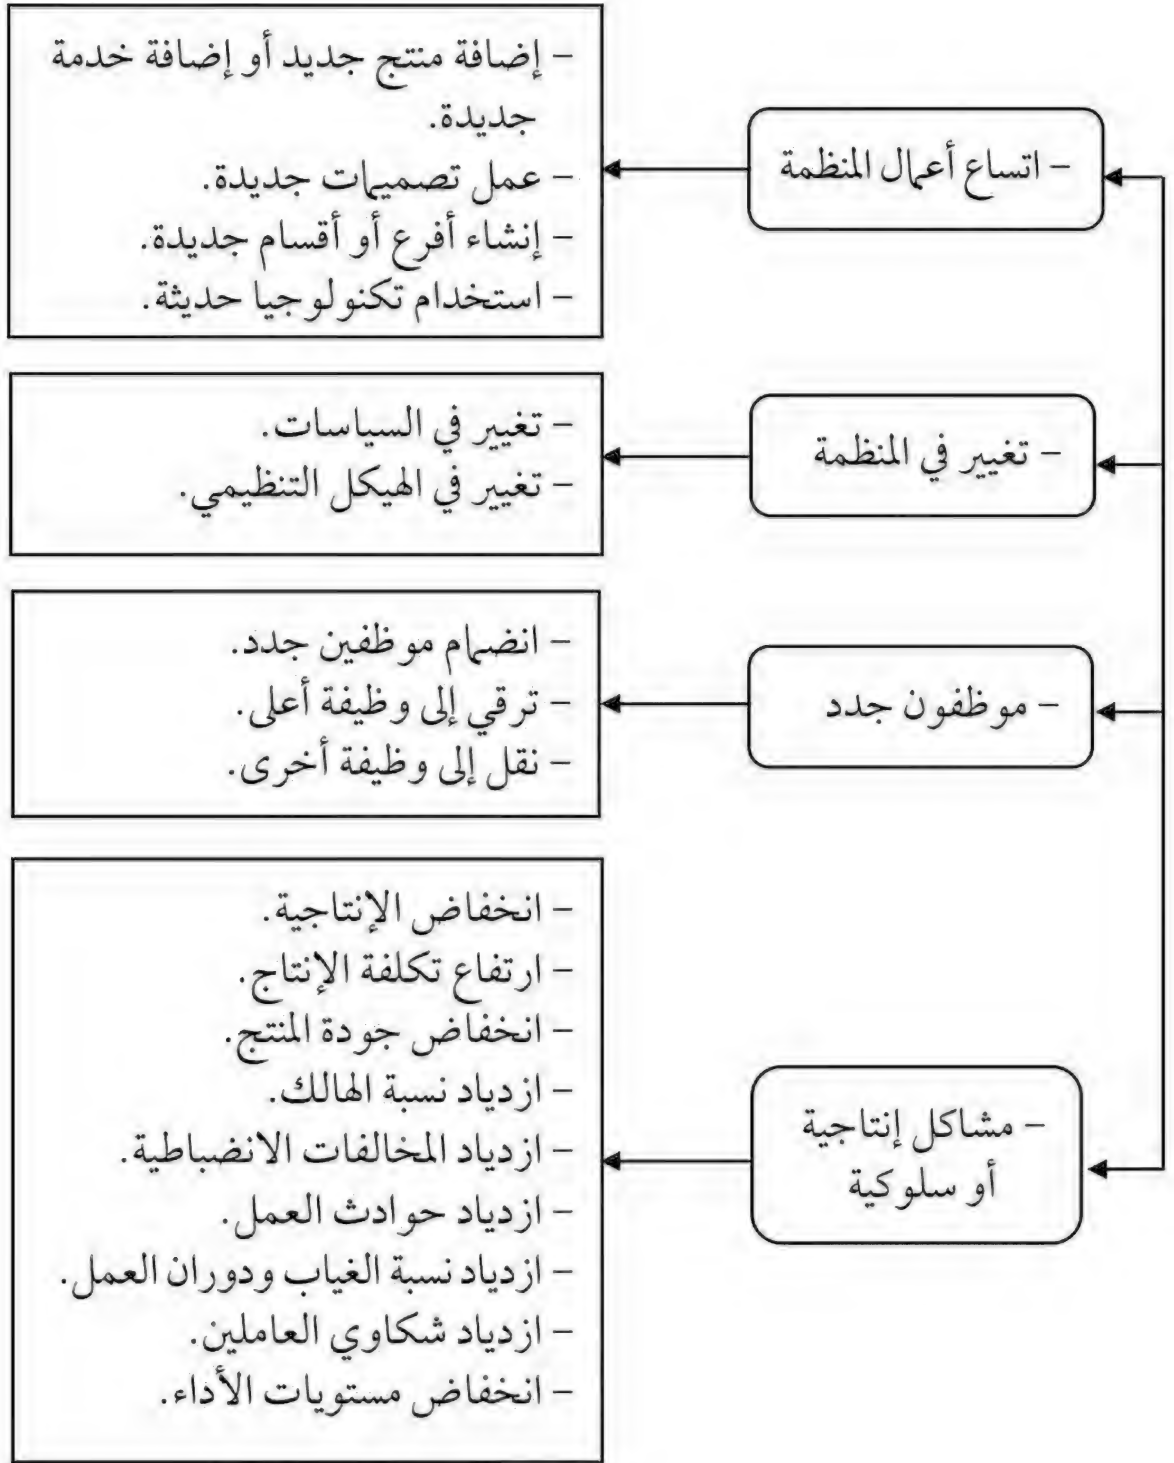 – اتساع أعمال المنظمة
– إضافة منتج جديد أو إضافة خدمة
جديدة.
– عمل تصميمات جديدة.
– إنشاء أفرع أو أقسام جديدة.
– استخدام تكنولوجيا حديثة.
– تغيير في المنظمة
– تغيير في السياسات.
– تغيير في الهيكل التنظيمي.
– موظفون جدد
– انضمام موظفين جدد.
– ترقي إلى وظيفة أعلى.
– نقل إلى وظيفة أخرى.
– مشاكل إنتاجية
أو سلوكية
– انخفاض الإنتاجية.
– ارتفاع تكلفة الإنتاج.
– انخفاض جودة المنتج.
– ازدياد نسبة الهالك.
– ازدياد المخالفات الانضباطية.
– ازدياد حوادث العمل.
– ازدياد نسبة الغياب ودوران العمل.
– ازدياد شكاوي العاملين.
– انخفاض مستويات الأداء.